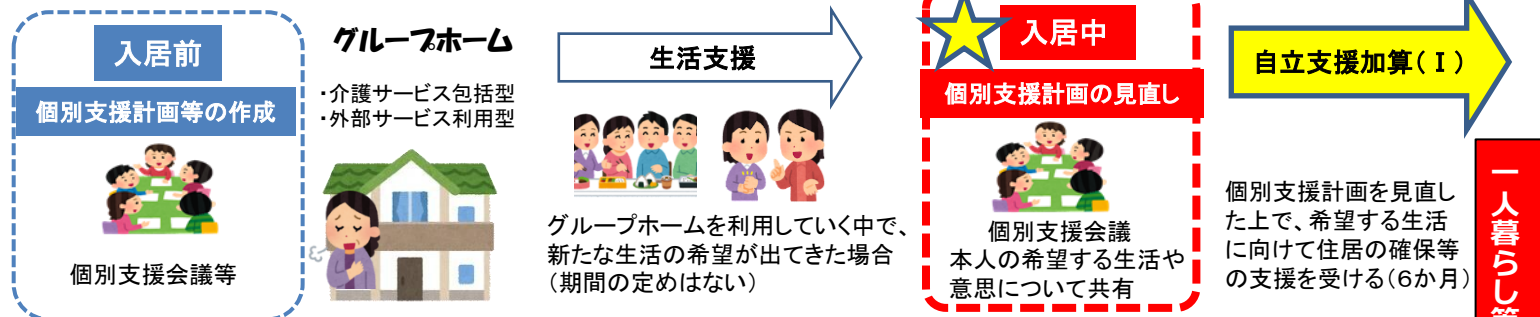 入居前
個別支援計画等の作成
個別支援会議等
グループホーム
・介護サービス包括型
・外部サービス利用型
生活支援
グループホームを利用していく中で、
新たな生活の希望が出てきた場合
(期間の定めはない)
入居中
個別支援計画の見直し
個別支援会議
本人の希望する生活や
意思について共有
自立支援加算(Ⅰ)
個別支援計画を見直し
た上で、希望する生活
に向けて住居の確保等
の支援を受ける(6か月)
一人暮らし等